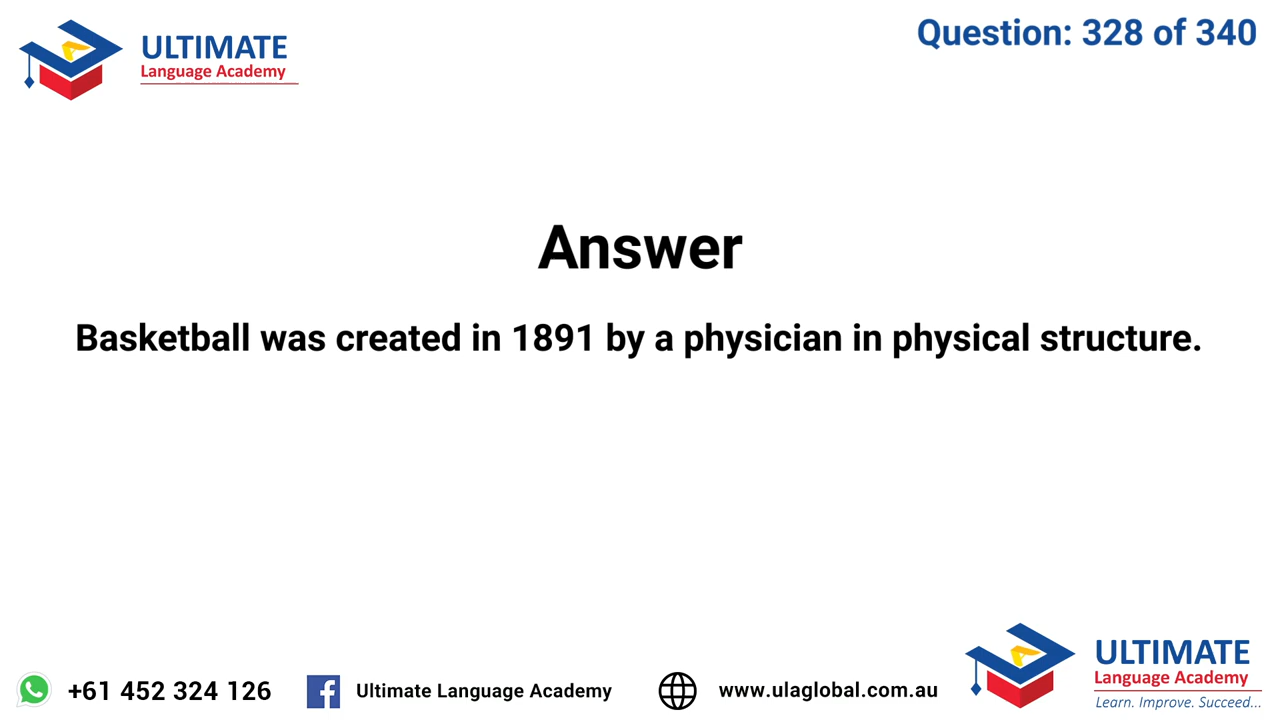 ULTIMATE
Language Academy
Question: 328 of 340
Answer
Basketball was created in 1891 by a physician in physical structure.
+61 452 324 126
Ultimate Language Academy
www.ulaglobal.com.au
ULTIMATE
Language Academy
Learn. Improve. Succeed...